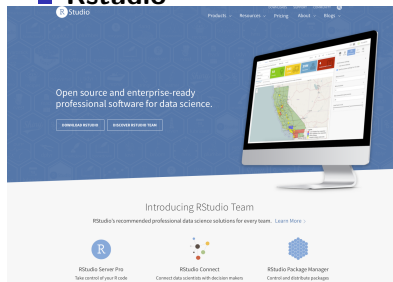 Rstudio
R Studio
Products Resources Pricing About Blogs
Open source and enterprise-ready
professional software for data science.
DOWNLOAD RSTUDIO DISCOVER RSTUDIO TEAM
Introducing RStudio Team
RStudio's recommended professional data science solutions for every team. Learn More >
R
RStudio Server Pro RStudio Connect RStudio Package Manager
Take control of your R code Connect data scientists with decision makers Control and distribute packages